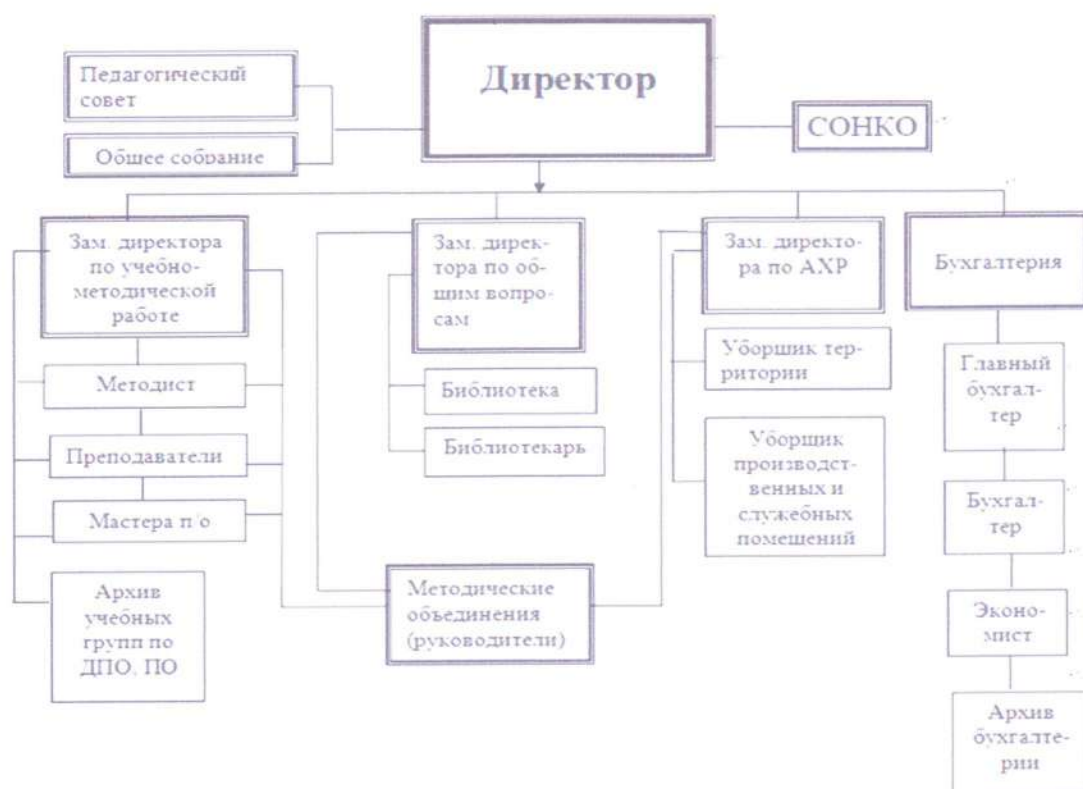 Директор
Педагогический
совет
Общее собрание
СОНКО
Зам. директора
по учебно-
методической
работе
Методист
Преподаватели
Мастера п/о
Архив
учебных
групп по
ДПО, ПО
Зам. дирек-
тора по об-
щим вопро-
сам
Библиотека
Библиотекарь
Методические
объединения
(руководители)
Зам. директо-
ра по АХР
Уборщик тер-
ритории
Уборщик
производст-
венных и
служебных
помещений
Бухгалтерия
Главный
бухгал-
тер
Бухгал-
тер
Эконо-
мист
Архив
бухгалте-
рии